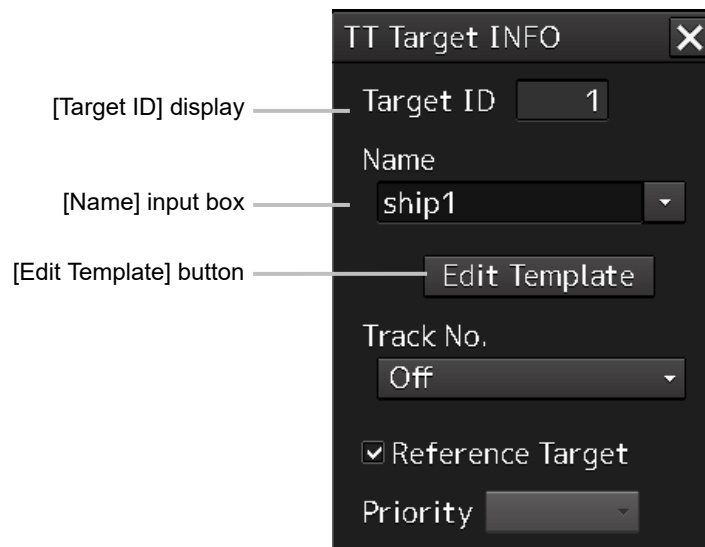 TT Target INFO
[Target ID] display
Target ID 1
Name
[Name] input box
ship1
[Edit Template] button
Edit Template
Track No.
Off
Reference Target
Priority